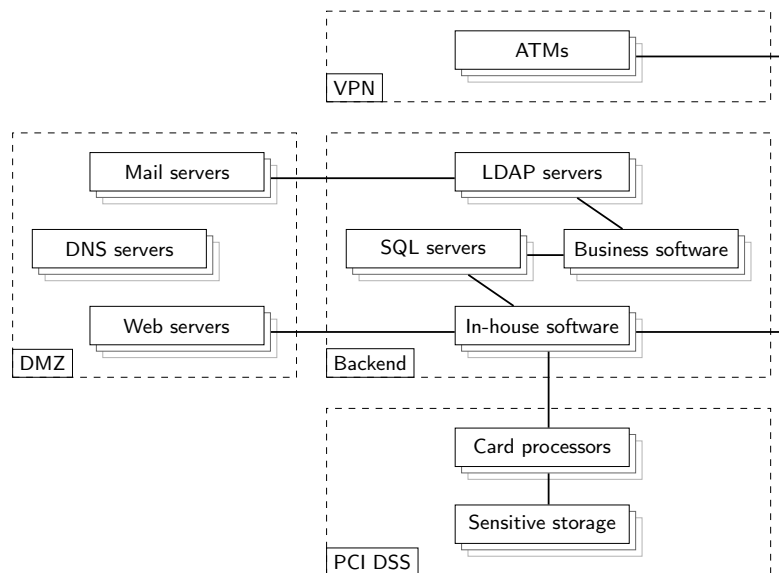 ATMs
VPN
Mail servers
LDAP servers
DNS servers
SQL servers
Business software
Web servers
In-house software
DMZ
Backend
Card processors
Sensitive storage
PCI DSS